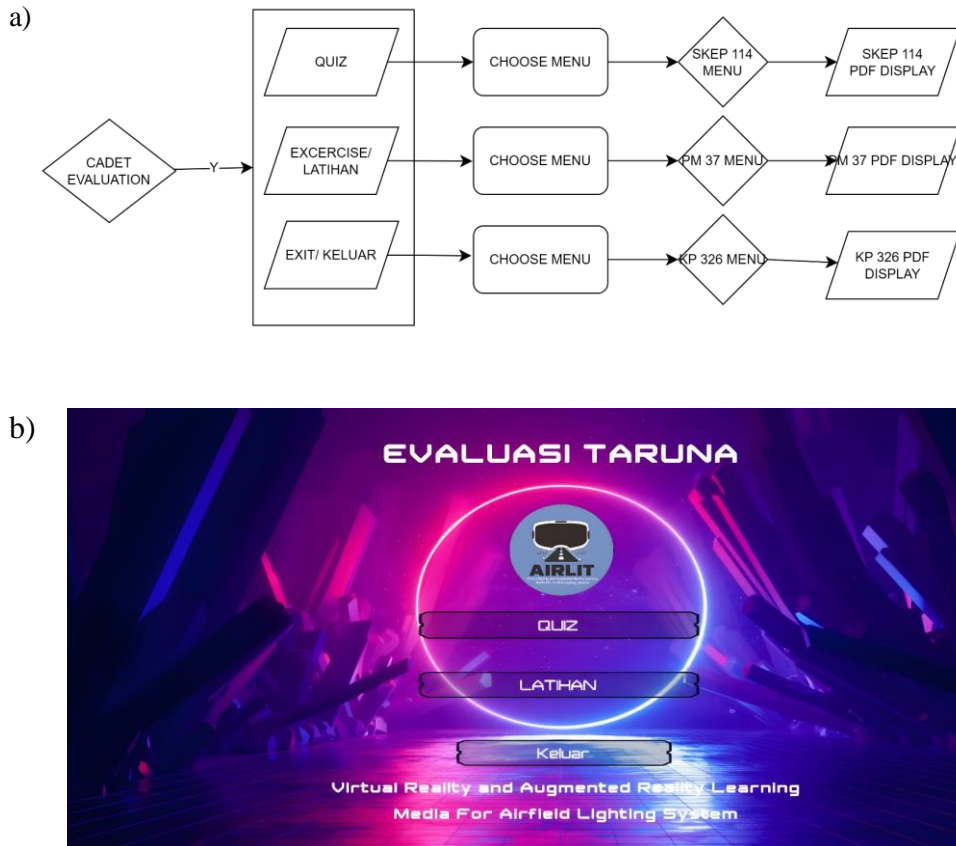 a)
QUIZ
CHOOSE MENU
SKEP 114
MENU
SKEP 114
PDF DISPLAY
CADET
EVALUATION
Y
EXCERCISE/
LATIHAN
CHOOSE MENU
PM 37 MENU
PM 37 PDF DISPLAY
EXIT/ KELUAR
CHOOSE MENU
KP 326 MENU
KP 326 PDF
DISPLAY
b)
EVALUASI TARUNA
AIRLIT
QUIZ
LATIHAN
Keluar
Virtual Reality and Augmented Reality Learning
Media For Airfield Lighting System